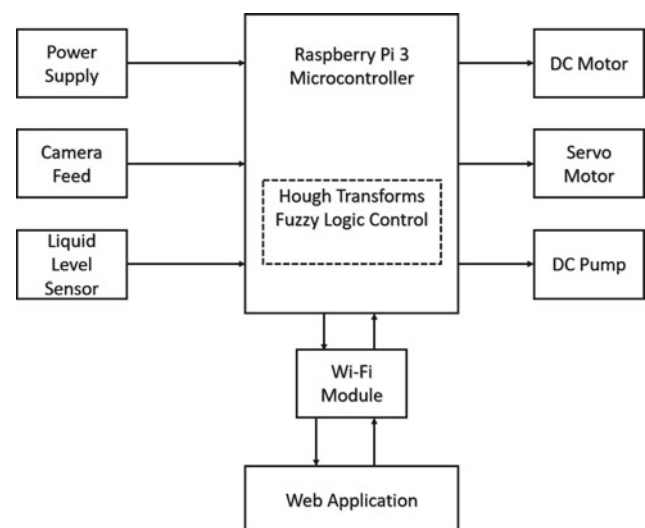 Power
Supply
Raspberry Pi 3
Microcontroller
DC Motor
Camera
Feed
Servo
Motor
Hough Transforms
Fuzzy Logic Control
Liquid
Level
Sensor
DC Pump
Wi-Fi
Module
Web Application